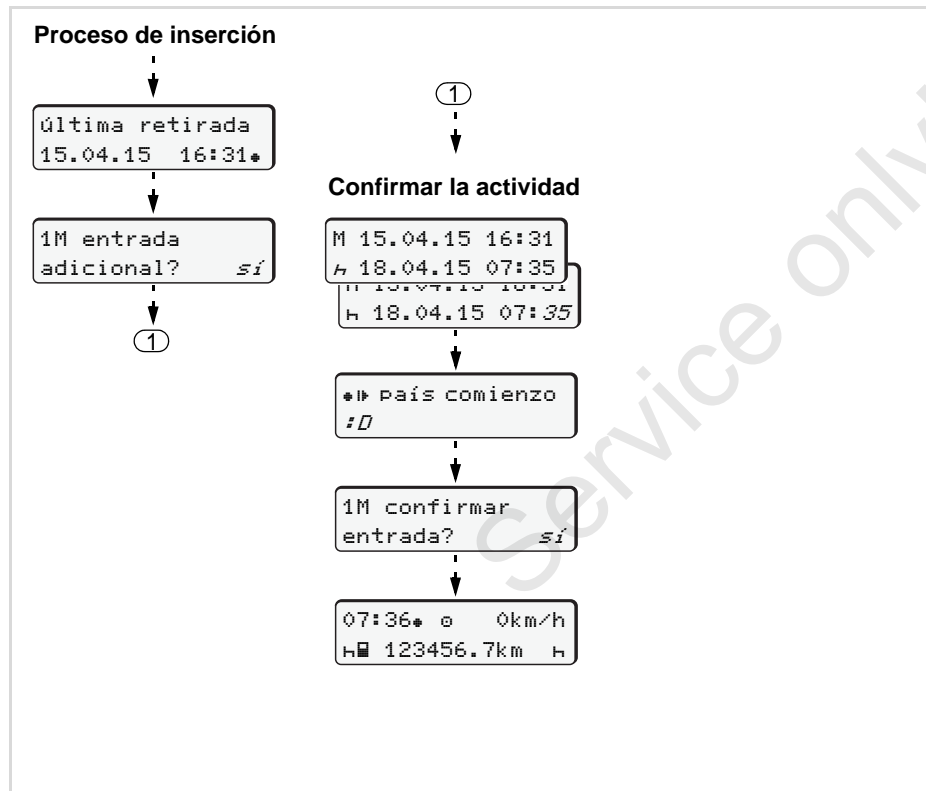 Proceso de inserción
última retirada
15.04.15 16:31
1M entrada
adicional? sí
1
1
Confirmar la actividad
M 15.04.15 16:31
h 18.04.15 07:35
h 18.04.15 07:35
país comienzo
:D
1M confirmar
entrada? sí
07:36 0km/h
h 123456.7km h
Service only